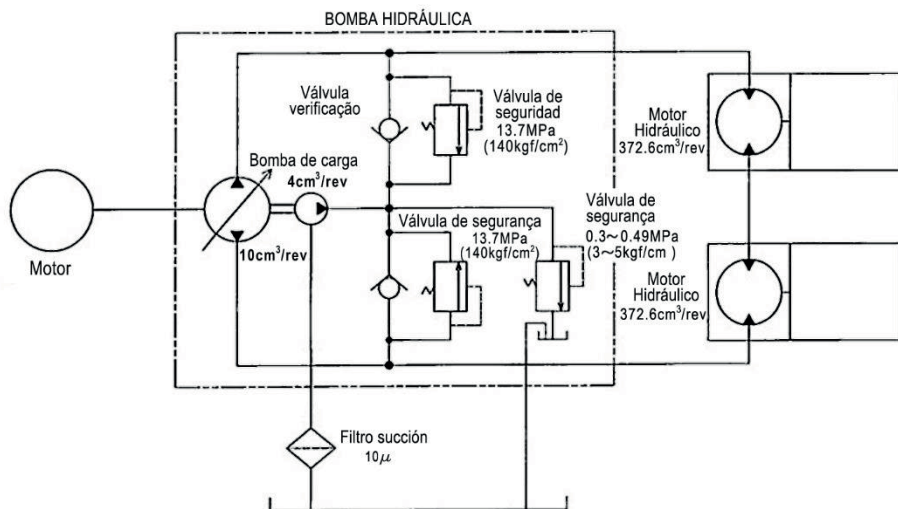 BOMBA HIDRÁULICA
Válvula
verificação
Válvula de
seguridad
13.7MPa
(140kgf/cm²)
Motor
Hidráulico
372.6cm³/rev
Bomba de carga
4cm³/rev
Válvula de segurança
13.7MPa
(140kgf/cm²)
Válvula de
segurança
0.3～0.49MPa
(3～5kgf/cm )
10cm³/rev
Motor
Motor
Hidráulico
372.6cm³/rev
Filtro succión
10μ